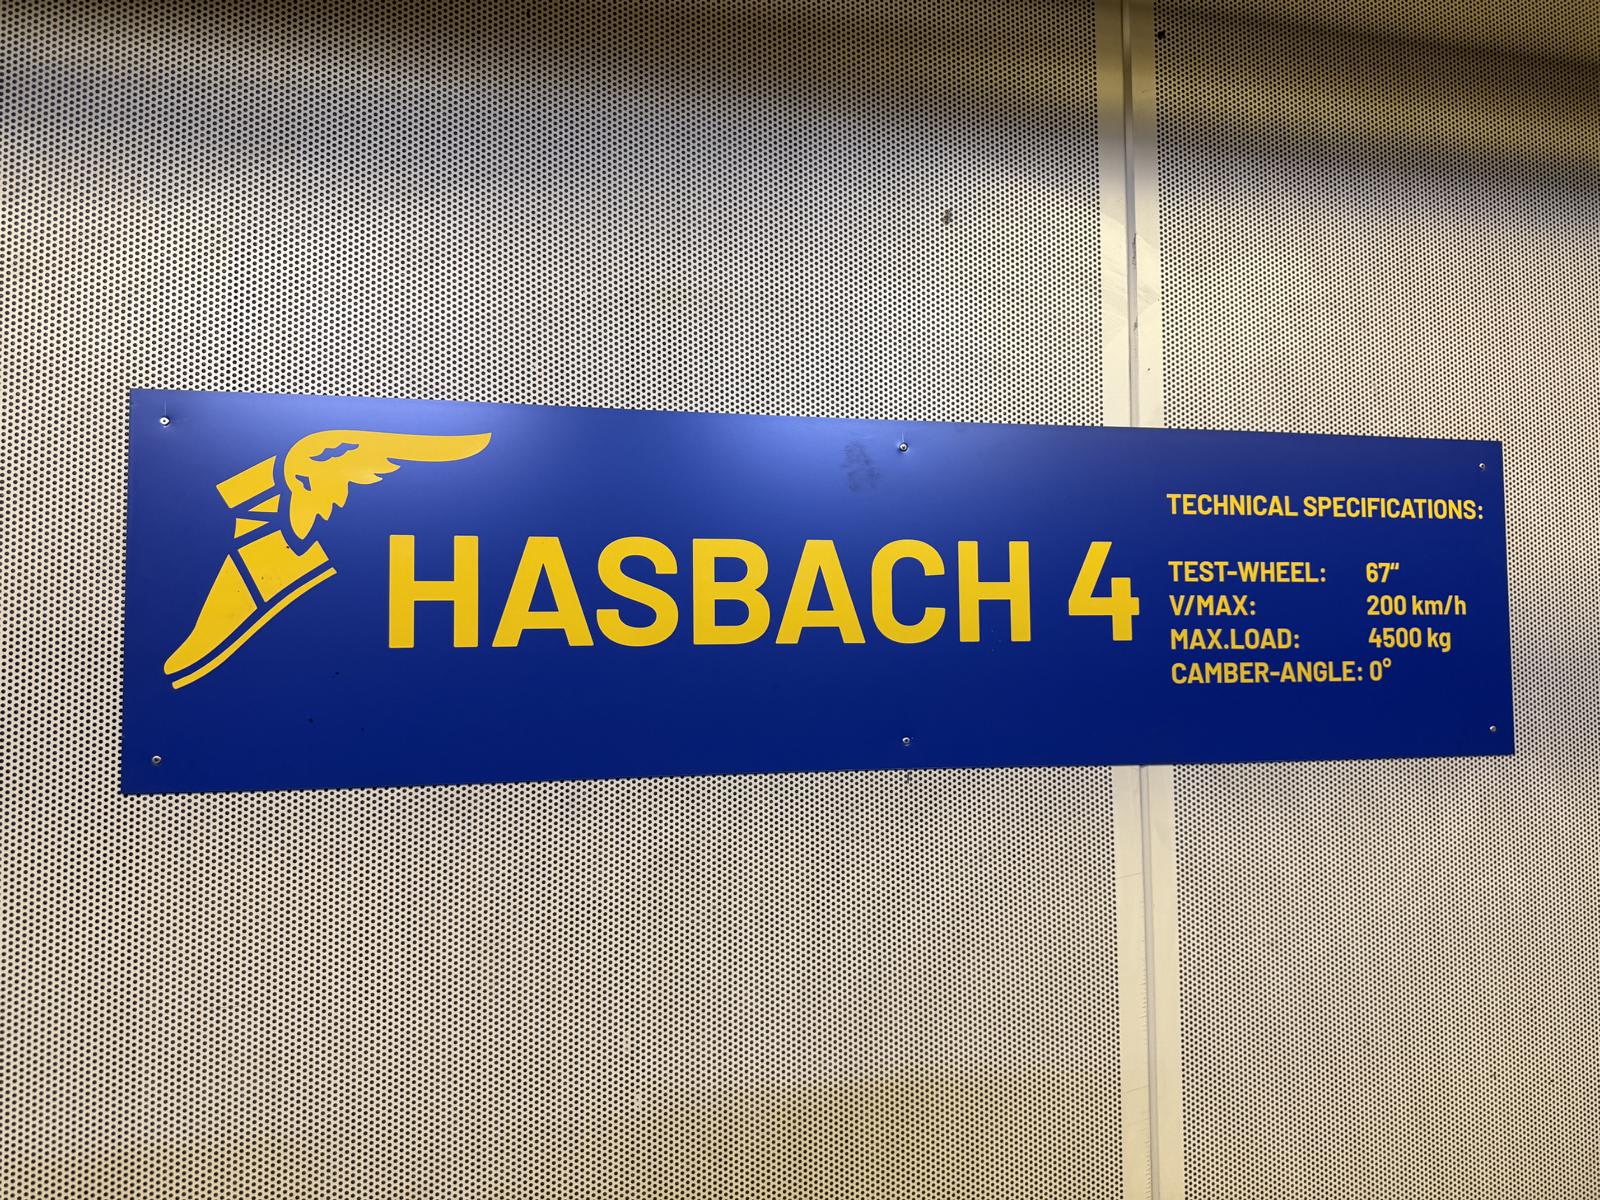 HASBACH 4
TECHNICAL SPECIFICATIONS:
TEST-WHEEL: 67“
V/MAX: 200 km/h
MAX.LOAD: 4500 kg
CAMBER-ANGLE: 0°